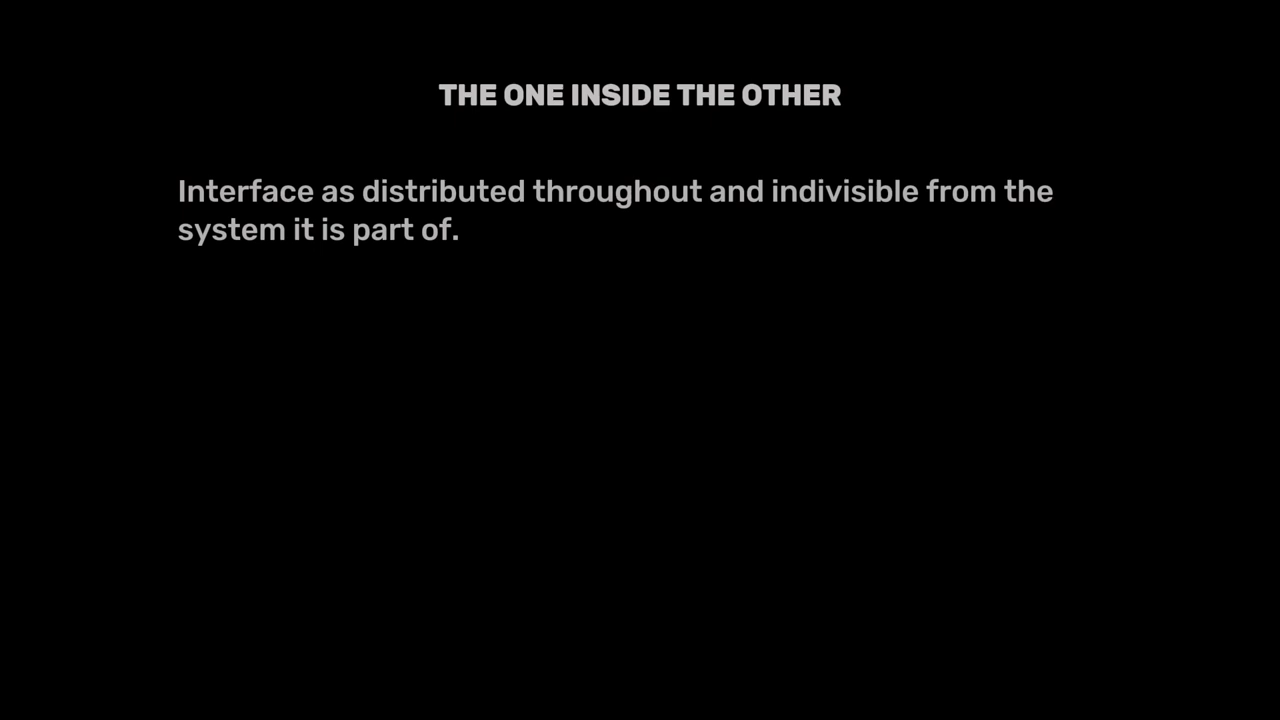 THE ONE INSIDE THE OTHER
Interface as distributed throughout and indivisible from the
system it is part of.